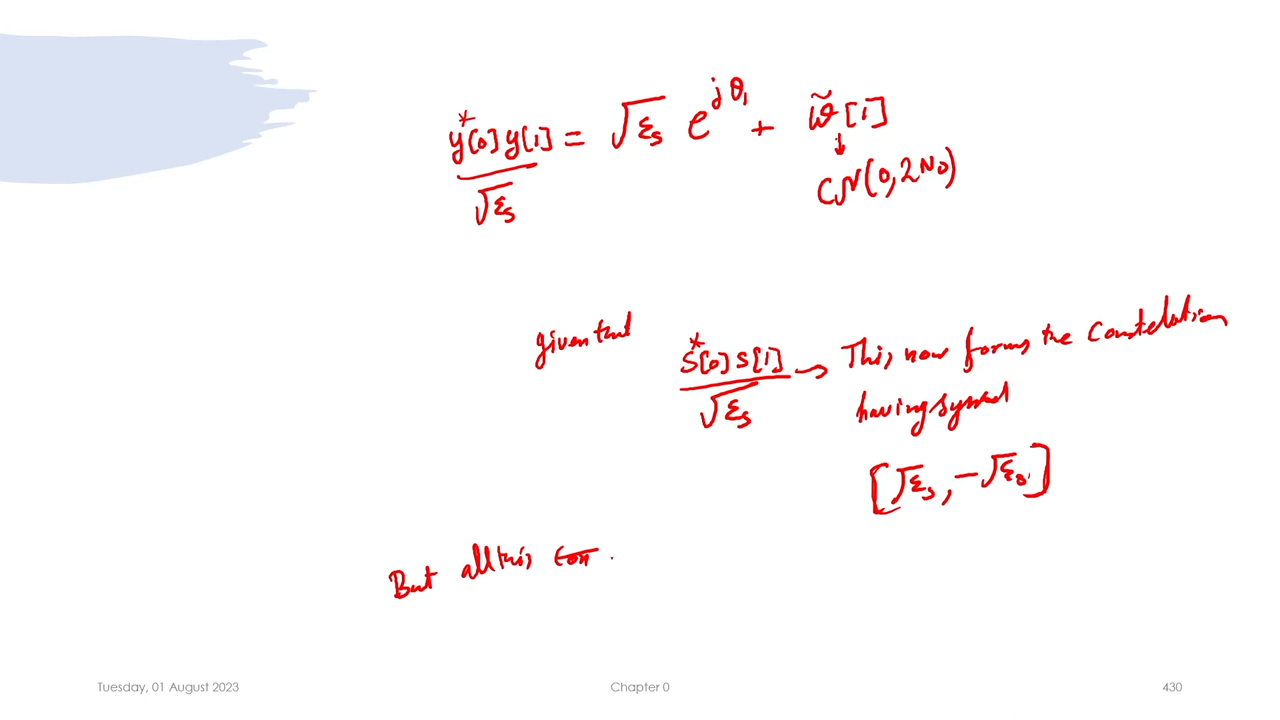 y*[0] y[1] / √ℰs = √ℰs e^{jθ1} + w̃[1]
↓
CN(0, 2N0)
given that
s*[0] s[1] / √ℰs → This now forms the constelation
having symbol
[√ℰs, -√ℰs]
But all this
Tuesday, 01 August 2023 Chapter 0 430